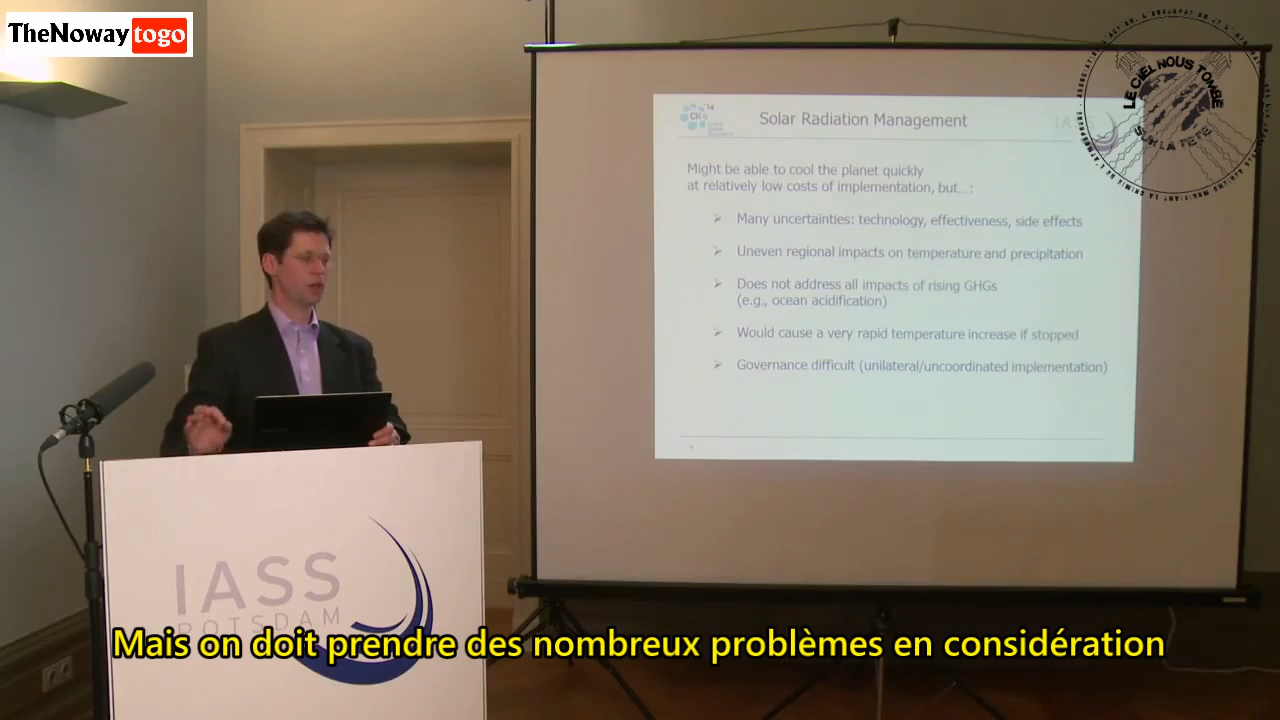 TheNowaytogo
LE CIEL NOUS TOMBE
SUR LA TÊTE
Solar Radiation Management
IASS
Might be able to cool the planet quickly
at relatively low costs of implementation, but…:
Many uncertainties: technology, effectiveness, side effects
Uneven regional impacts on temperature and precipitation
Does not address all impacts of rising GHGs
(e.g., ocean acidification)
Would cause a very rapid temperature increase if stopped
Governance difficult (unilateral/uncoordinated implementation)
IASS
POTSDAM
Mais on doit prendre des nombreux problèmes en considération